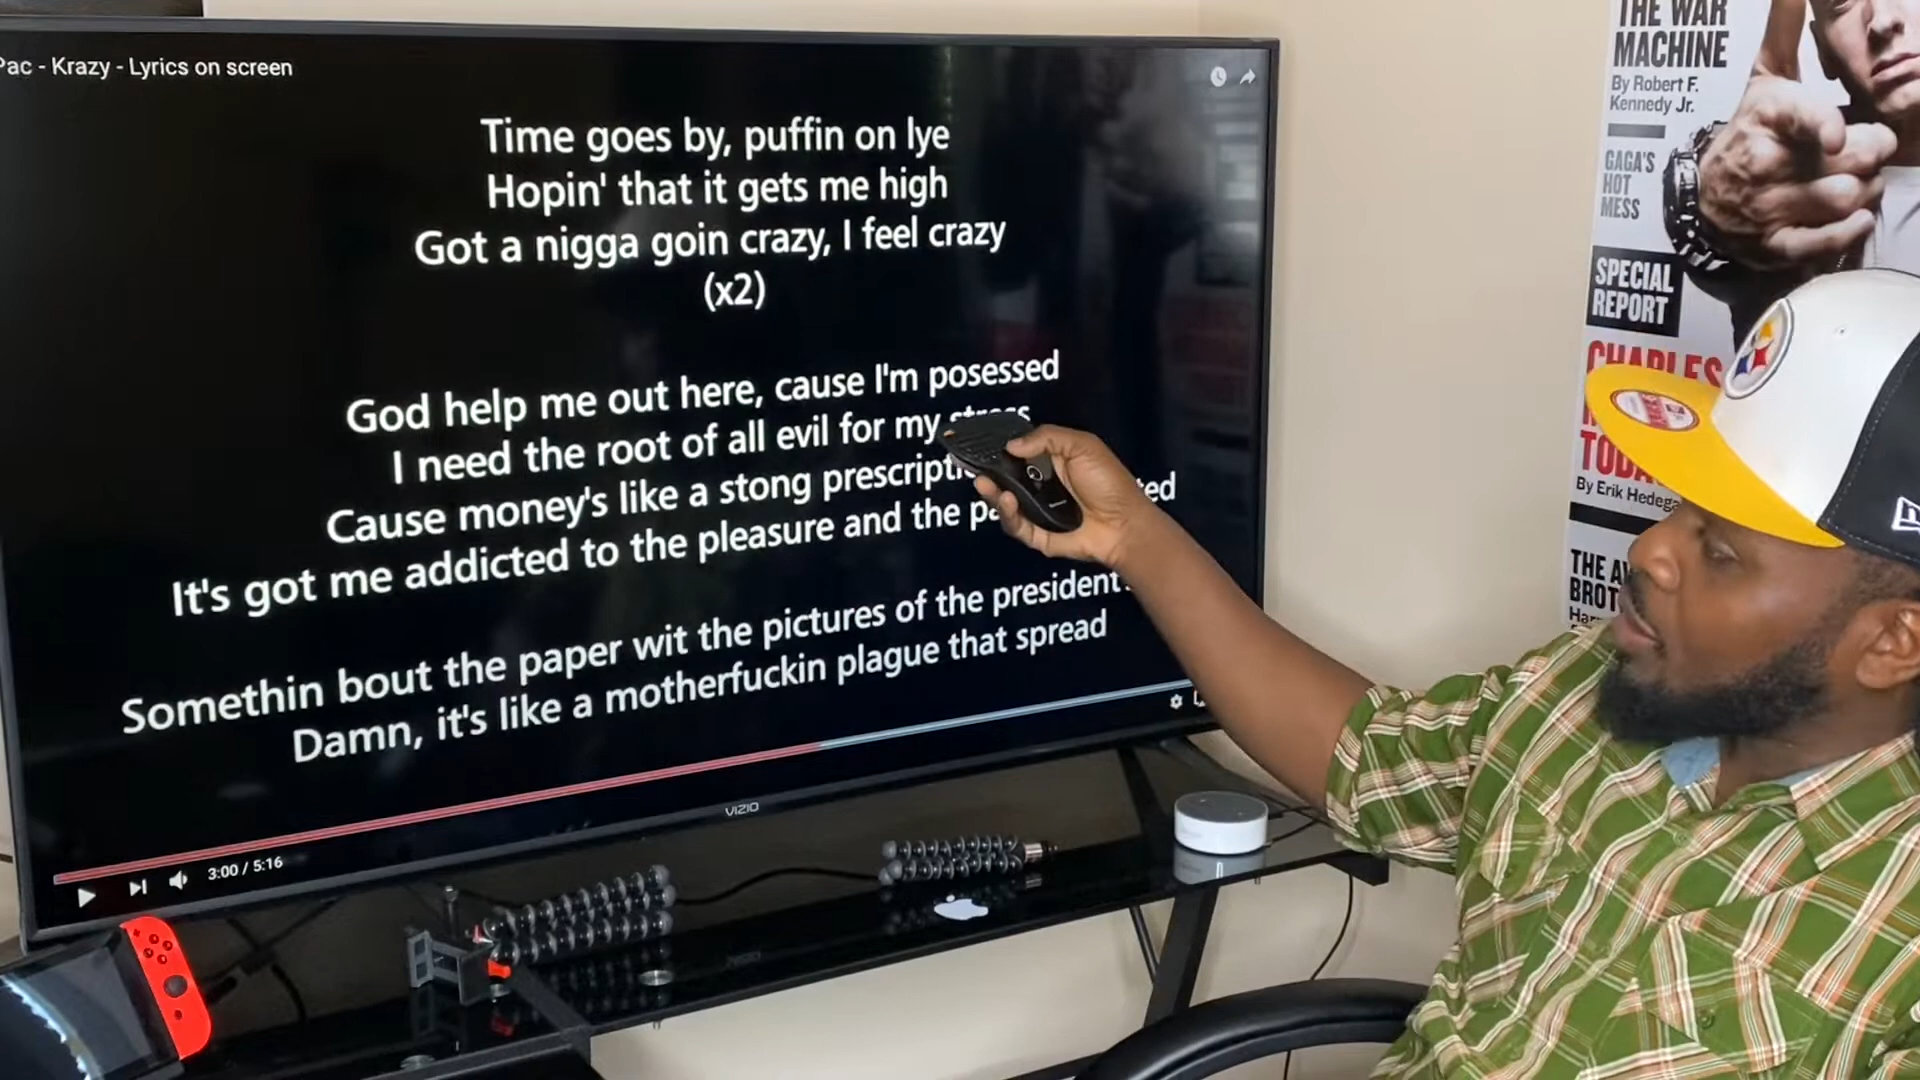 Pac - Krazy - Lyrics on screen
Time goes by, puffin on lye
Hopin' that it gets me high
Got a nigga goin crazy, I feel crazy
(x2)
God help me out here, cause I'm posessed
I need the root of all evil for my stress
Cause money's like a stong
It's got me addicted to the pleasure and the
Somethin bout the paper wit the pictures of the
Damn, it's like a motherfuckin plague that spread
3:00 / 5:16
VIZIO
THE WAR
MACHINE
By Robert F.
Kennedy Jr.
GAGA'S
HOT
MESS
SPECIAL
REPORT
CHARLES
By Erik
THE